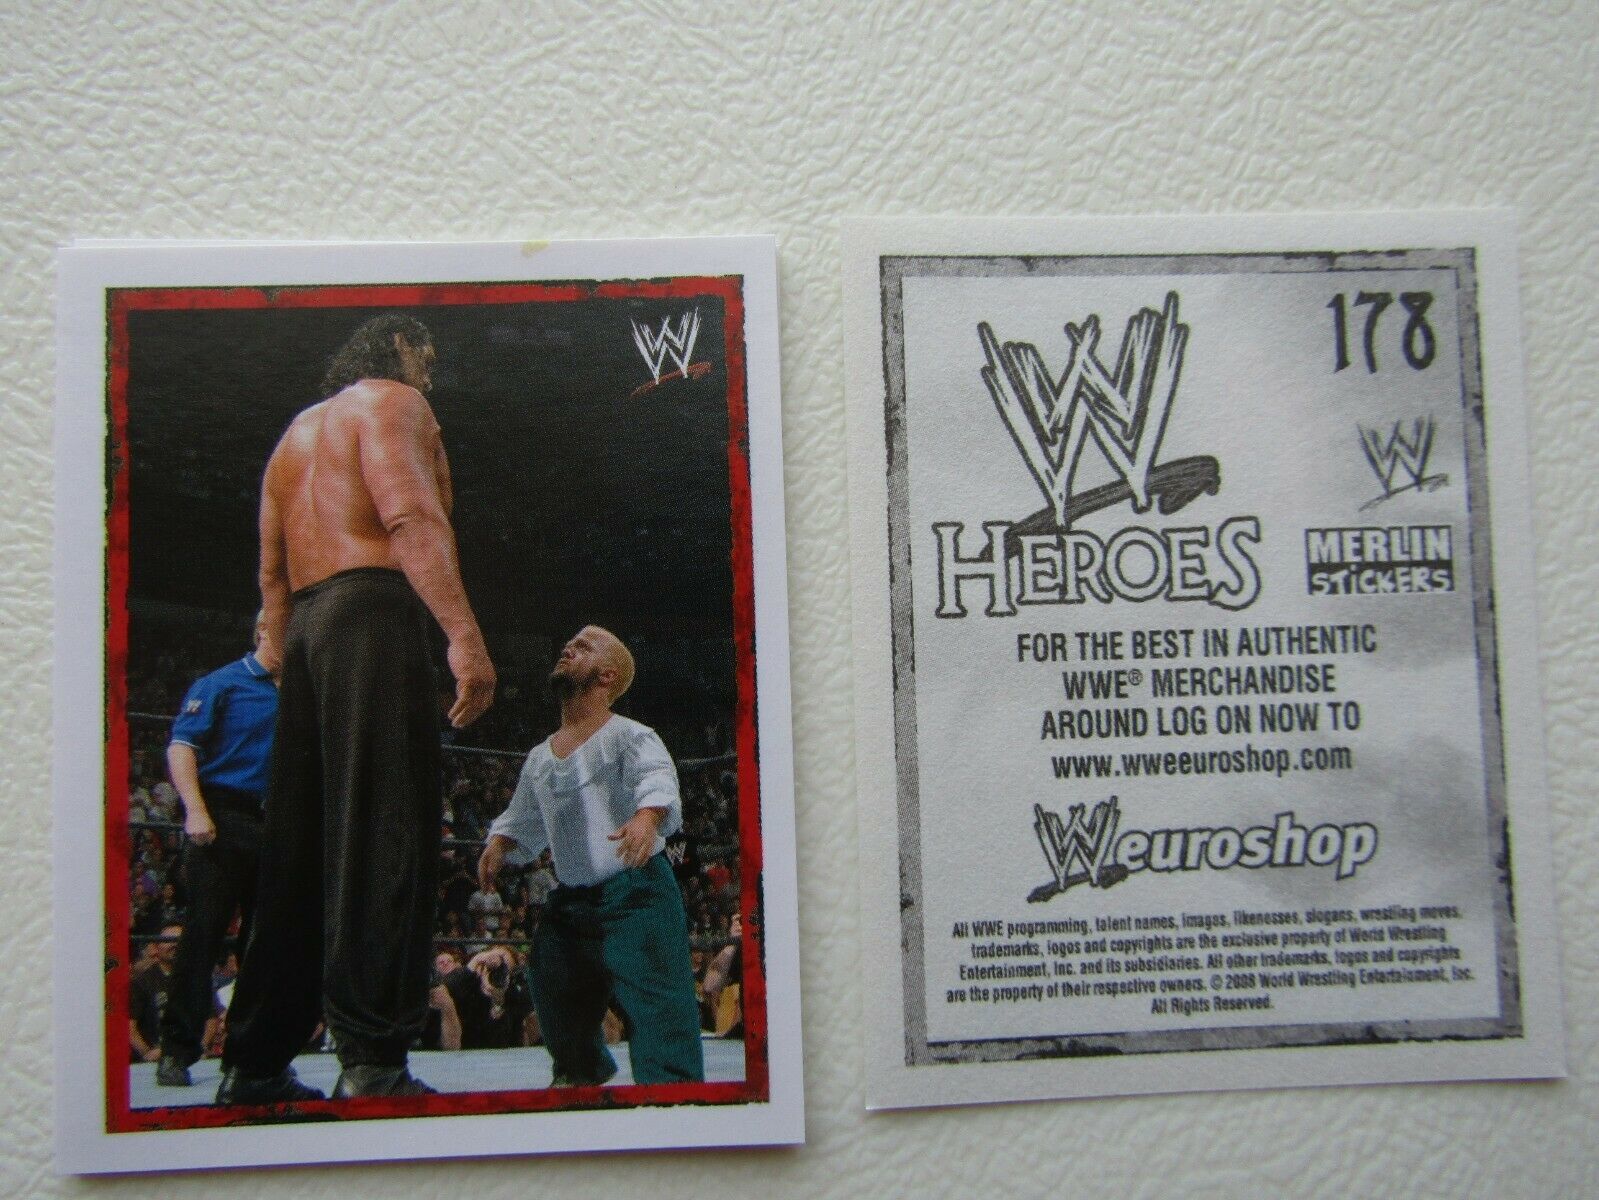 W
178
W
HEROES
W
MERLIN
STICKERS
FOR THE BEST IN AUTHENTIC
WWE® MERCHANDISE
AROUND LOG ON NOW TO
www.wweeuroshop.com
W euroshop
All WWE programming, talent names, images, likenesses, slogans, wrestling moves,
trademarks, logos and copyrights are the exclusive property of World Wrestling
Entertainment, Inc. and its subsidiaries. All other trademarks, logos and copyrights
are the property of their respective owners. © 2008 World Wrestling Entertainment, Inc.
All Rights Reserved.